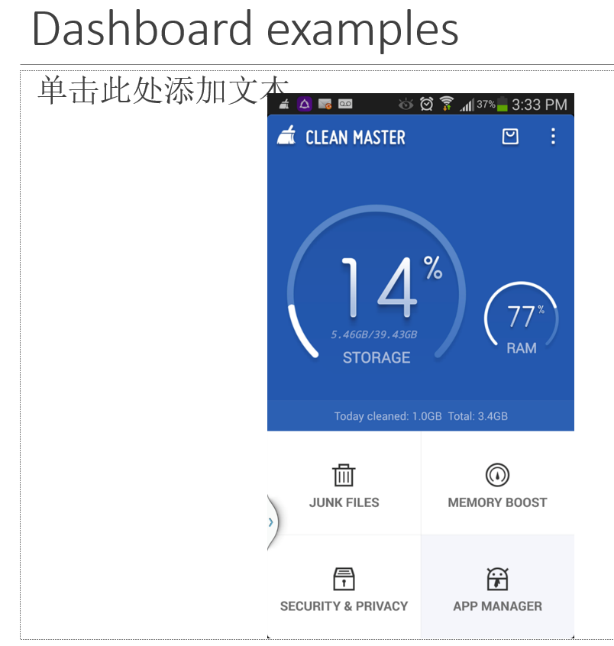 Dashboard examples
单击此处添加文本
37% 3:33 PM
CLEAN MASTER
14%
5.46GB/39.43GB
STORAGE
77%
RAM
Today cleaned: 1.0GB Total: 3.4GB
JUNK FILES
MEMORY BOOST
SECURITY & PRIVACY
APP MANAGER